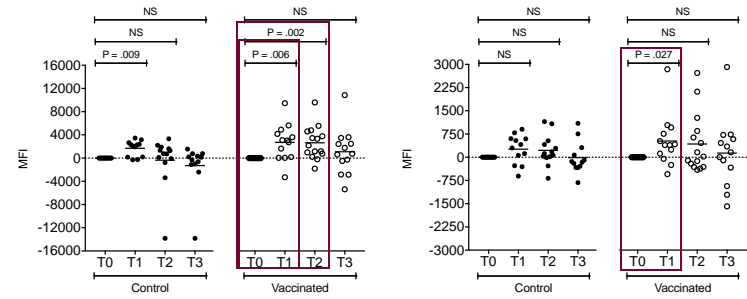 NS
NS
P = .009
NS
P = .002
P = .006
16000
12000
8000
4000
0
-4000
-8000
-12000
-16000
MFI
T0 T1 T2 T3
Control
T0 T1 T2 T3
Vaccinated
NS
NS
NS
NS
NS
P = .027
3000
2250
1500
750
0
-750
-1500
-2250
-3000
MFI
T0 T1 T2 T3
Control
T0 T1 T2 T3
Vaccinated